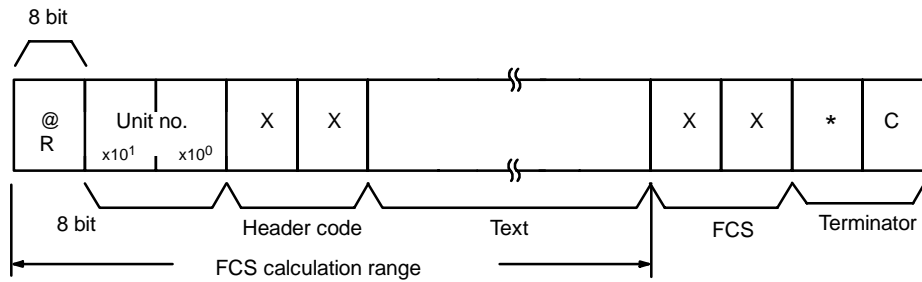 8 bit
@ Unit no. X X X X * C
R x10¹ x10⁰
8 bit Header code Text FCS Terminator
FCS calculation range